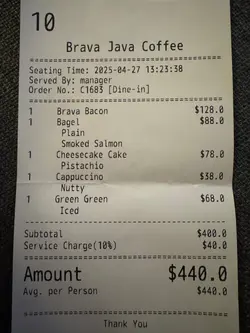 10
Brava Java Coffee
Seating Time: 2025-04-27 13:23:38
Served By: manager
Order No.: C1683 [Dine-in]
1 Brava Bacon $128.0
1 Bagel $88.0
Plain
Smoked Salmon
1 Cheesecake Cake $78.0
Pistachio
1 Cappuccino $38.0
Nutty
1 Green Green $68.0
Iced
Subtotal $400.0
Service Charge(10%) $40.0
Amount $440.0
Avg. per Person $440.0
Thank You